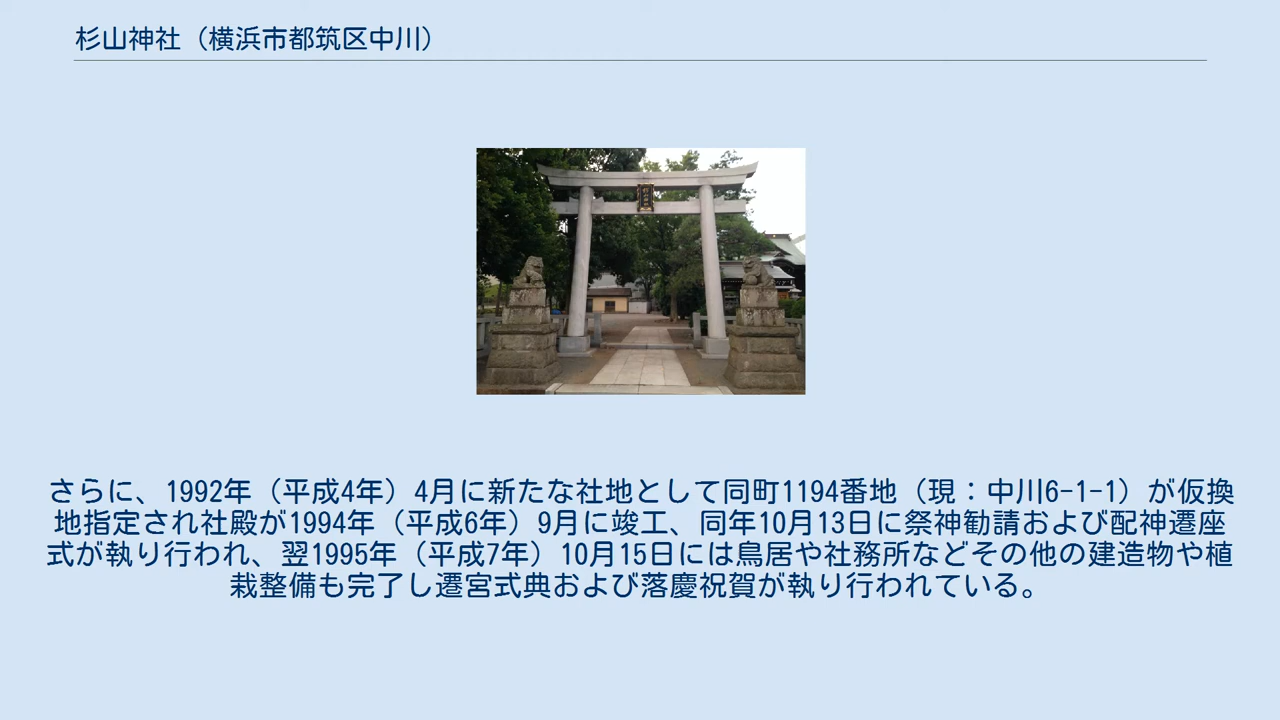 杉山神社（横浜市都筑区中川）
さらに、1992年（平成4年）4月に新たな社地として同町1194番地（現：中川6-1-1）が仮換
地指定され社殿が1994年（平成6年）9月に竣工、同年10月13日に祭神勧請および配神遷座
式が執り行われ、翌1995年（平成7年）10月15日には鳥居や社務所などその他の建造物や植
栽整備も完了し遷宮式典および落慶祝賀が執り行われている。